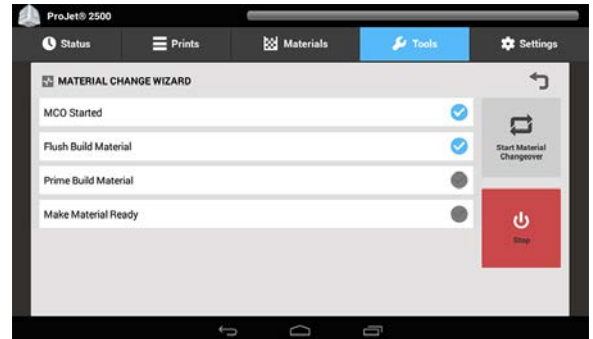 ProJet® 2500
Status
Prints
Materials
Tools
Settings
MATERIAL CHANGE WIZARD
MCO Started
Flush Build Material
Prime Build Material
Make Material Ready
Start Material
Changeover
Stop